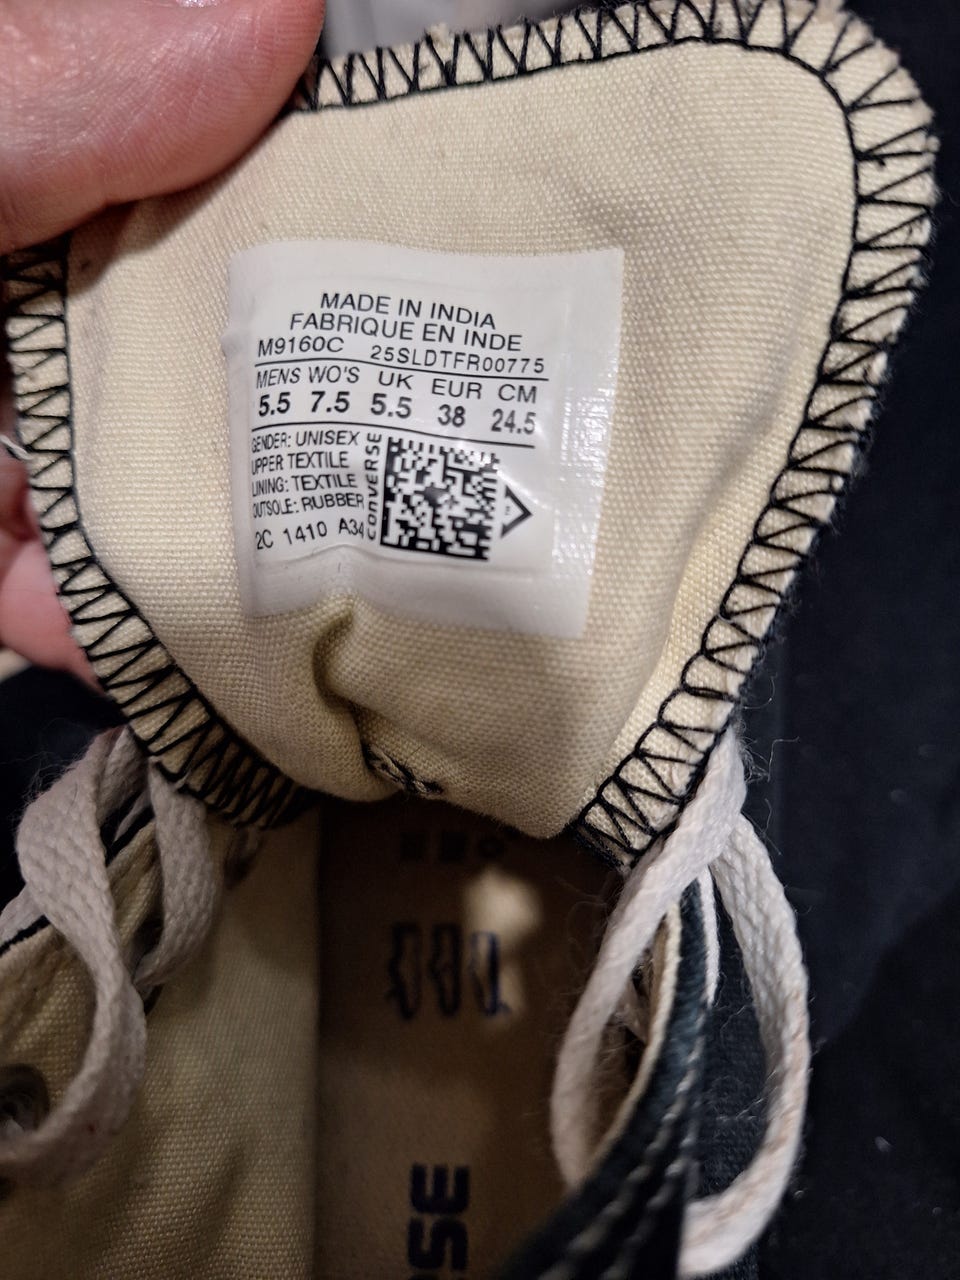 MADE IN INDIA
FABRIQUE EN INDE
M9160C 25SLDTFR00775
MENS WO'S UK EUR CM
5.5 7.5 5.5 38 24.5
GENDER: UNISEX
UPPER TEXTILE
LINING: TEXTILE
OUTSOLE: RUBBER
2C 1410 A34
CONVERSE